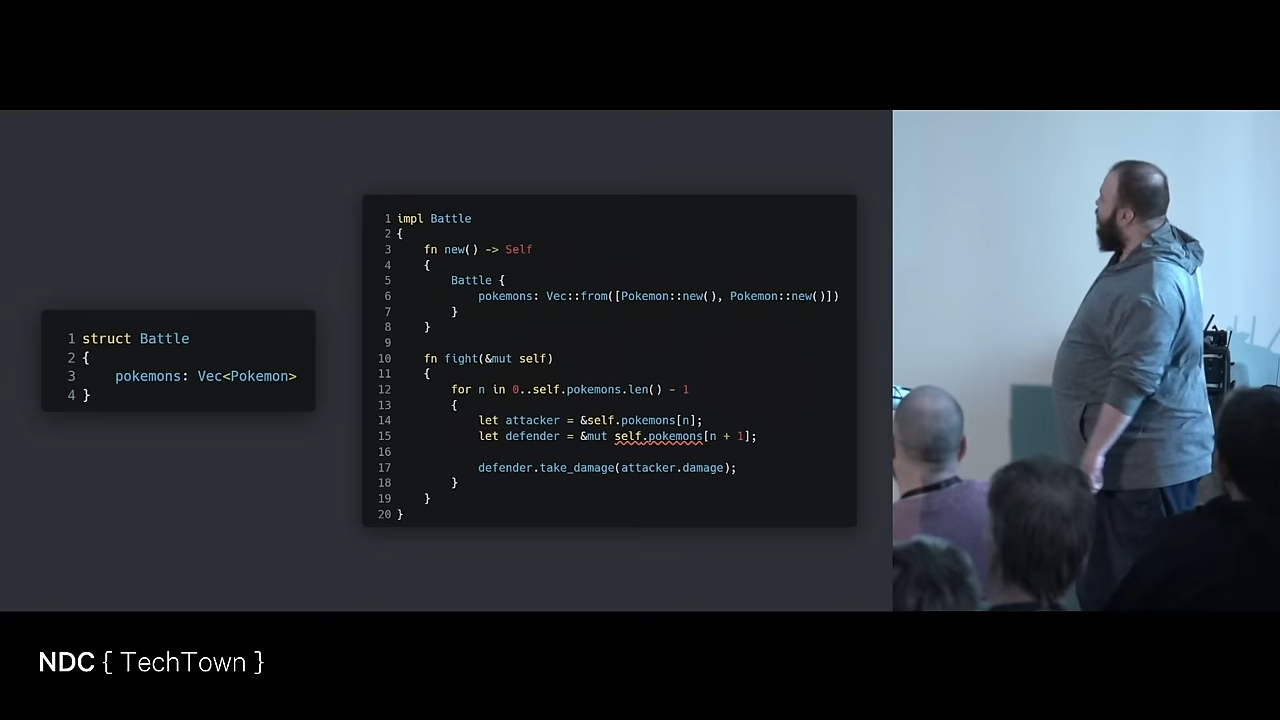 1 struct Battle
2 {
3     pokemons: Vec<Pokemon>
4 }
1 impl Battle
2 {
3     fn new() -> Self
4     {
5         Battle {
6             pokemons: Vec::from([Pokemon::new(), Pokemon::new()])
7         }
8     }
9
10     fn fight(&mut self)
11     {
12         for n in 0..self.pokemons.len() - 1
13         {
14             let attacker = &self.pokemons[n];
15             let defender = &mut self.pokemons[n + 1];
16
17             defender.take_damage(attacker.damage);
18         }
19     }
20 }
NDC { TechTown }